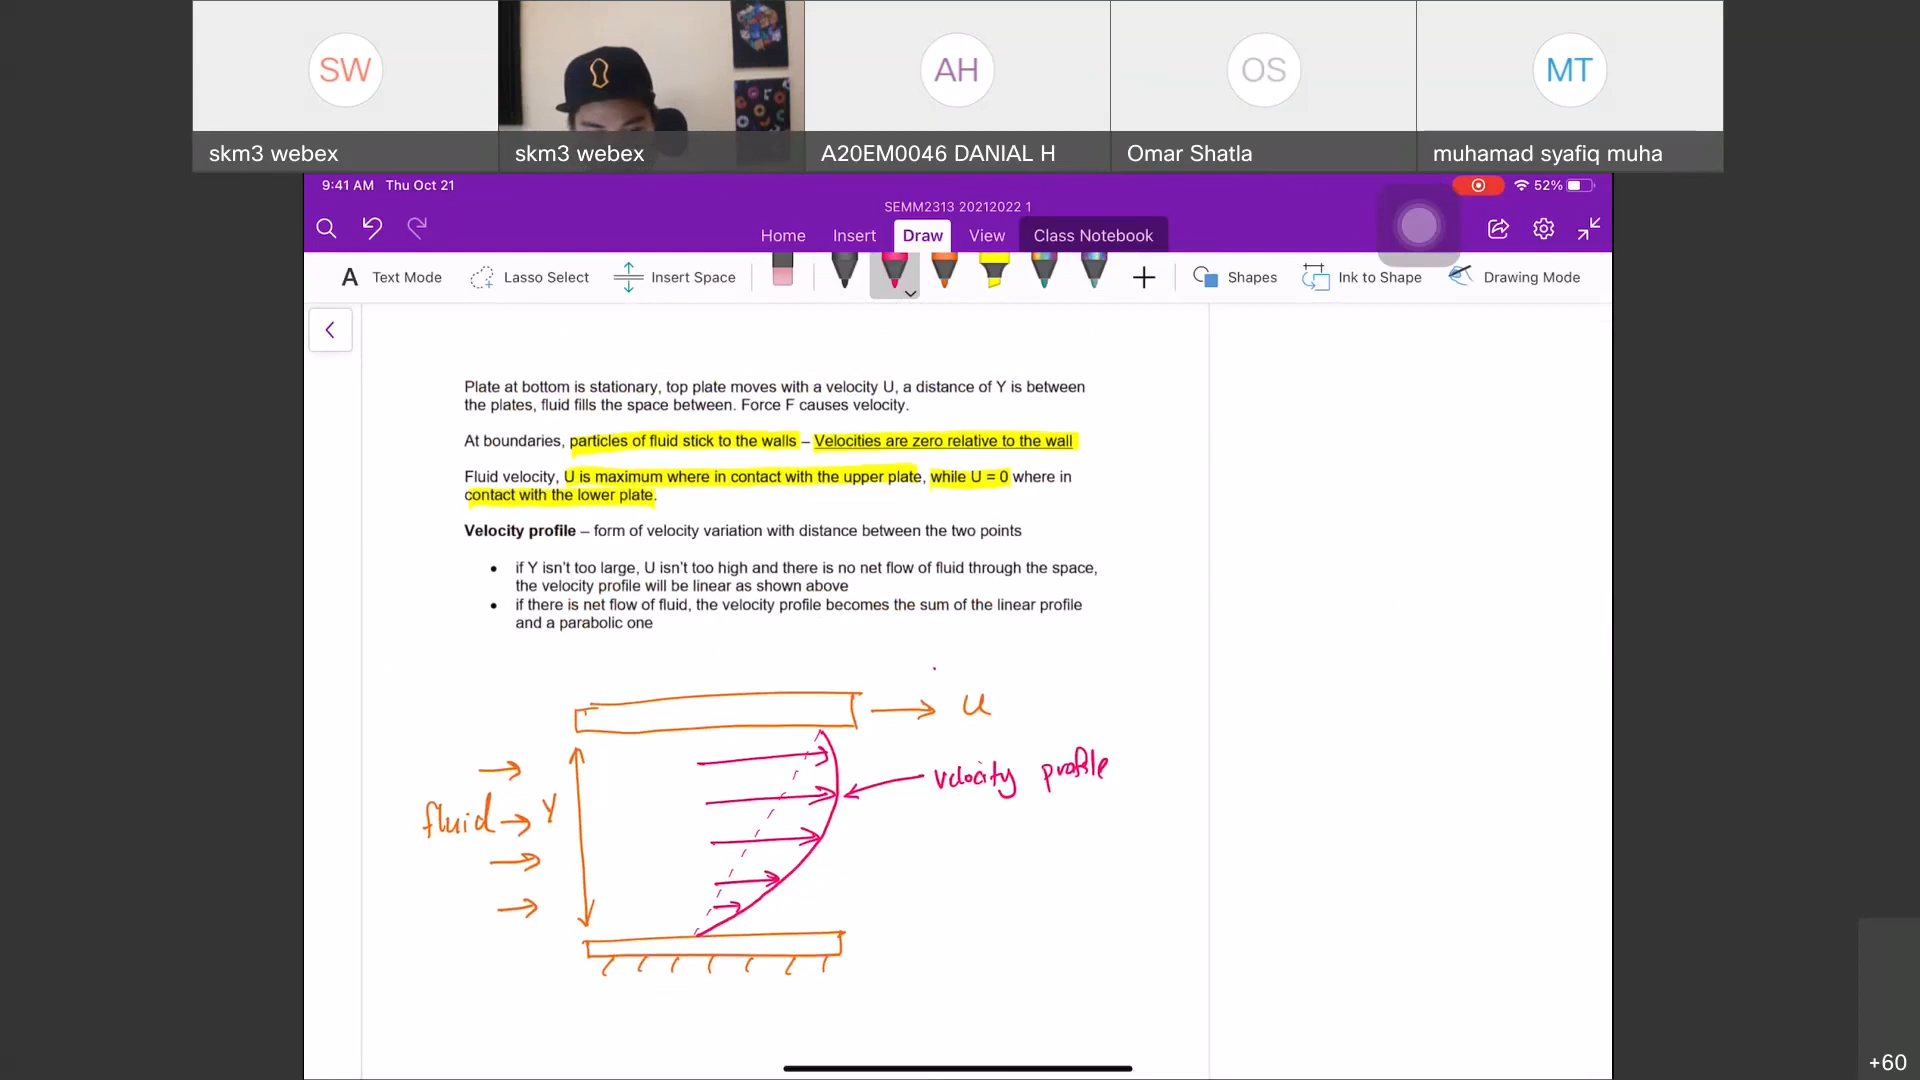 SW
AH
OS
MT
skm3 webex
skm3 webex
A20EM0046 DANIAL H
Omar Shatla
muhamad syafiq muha
9:41 AM Thu Oct 21
52%
SEMM2313 20212022 1
Home Insert Draw View Class Notebook
A Text Mode Lasso Select Insert Space Shapes Ink to Shape Drawing Mode
Plate at bottom is stationary, top plate moves with a velocity U, a distance of Y is between
the plates, fluid fills the space between. Force F causes velocity.
At boundaries, particles of fluid stick to the walls – Velocities are zero relative to the wall
Fluid velocity, U is maximum where in contact with the upper plate, while U = 0 where in
contact with the lower plate.
Velocity profile – form of velocity variation with distance between the two points
• if Y isn't too large, U isn't too high and there is no net flow of fluid through the space,
the velocity profile will be linear as shown above
• if there is net flow of fluid, the velocity profile becomes the sum of the linear profile
and a parabolic one
u
velocity profile
fluid Y
+60